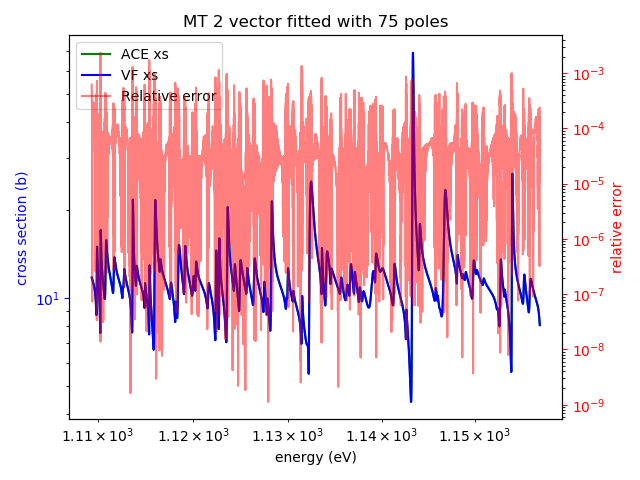 MT 2 vector fitted with 75 poles
ACE xs
VF xs
Relative error
cross section (b)
10¹
10⁻³
10⁻⁴
10⁻⁵
10⁻⁶
10⁻⁷
10⁻⁸
10⁻⁹
relative error
1.11 × 10³ 1.12 × 10³ 1.13 × 10³ 1.14 × 10³ 1.15 × 10³
energy (eV)